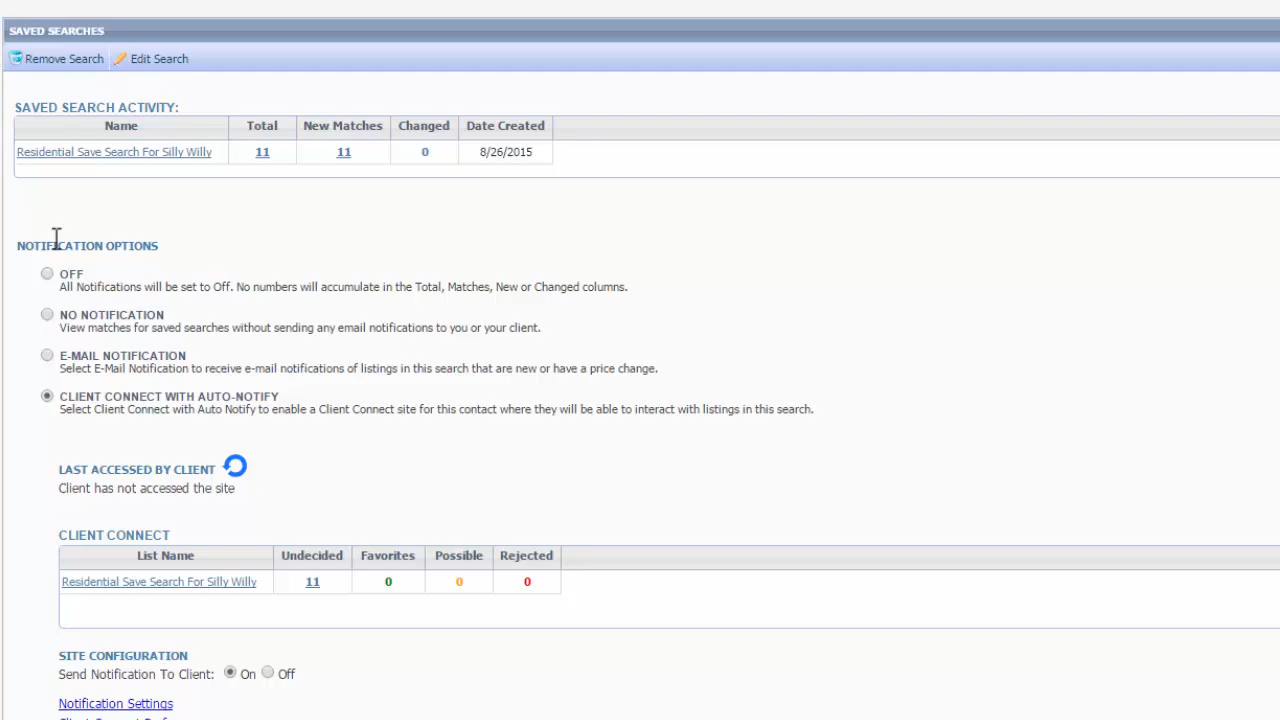 SAVED SEARCHES
Remove Search Edit Search
SAVED SEARCH ACTIVITY:
Name Total New Matches Changed Date Created
Residential Save Search For Silly Willy 11 11 0 8/26/2015
NOTIFICATION OPTIONS
OFF
All Notifications will be set to Off. No numbers will accumulate in the Total, Matches, New or Changed columns.
NO NOTIFICATION
View matches for saved searches without sending any email notifications to you or your client.
E-MAIL NOTIFICATION
Select E-Mail Notification to receive e-mail notifications of listings in this search that are new or have a price change.
CLIENT CONNECT WITH AUTO-NOTIFY
Select Client Connect with Auto Notify to enable a Client Connect site for this contact where they will be able to interact with listings in this search.
LAST ACCESSED BY CLIENT
Client has not accessed the site
CLIENT CONNECT
List Name Undecided Favorites Possible Rejected
Residential Save Search For Silly Willy 11 0 0 0
SITE CONFIGURATION
Send Notification To Client: On Off
Notification Settings